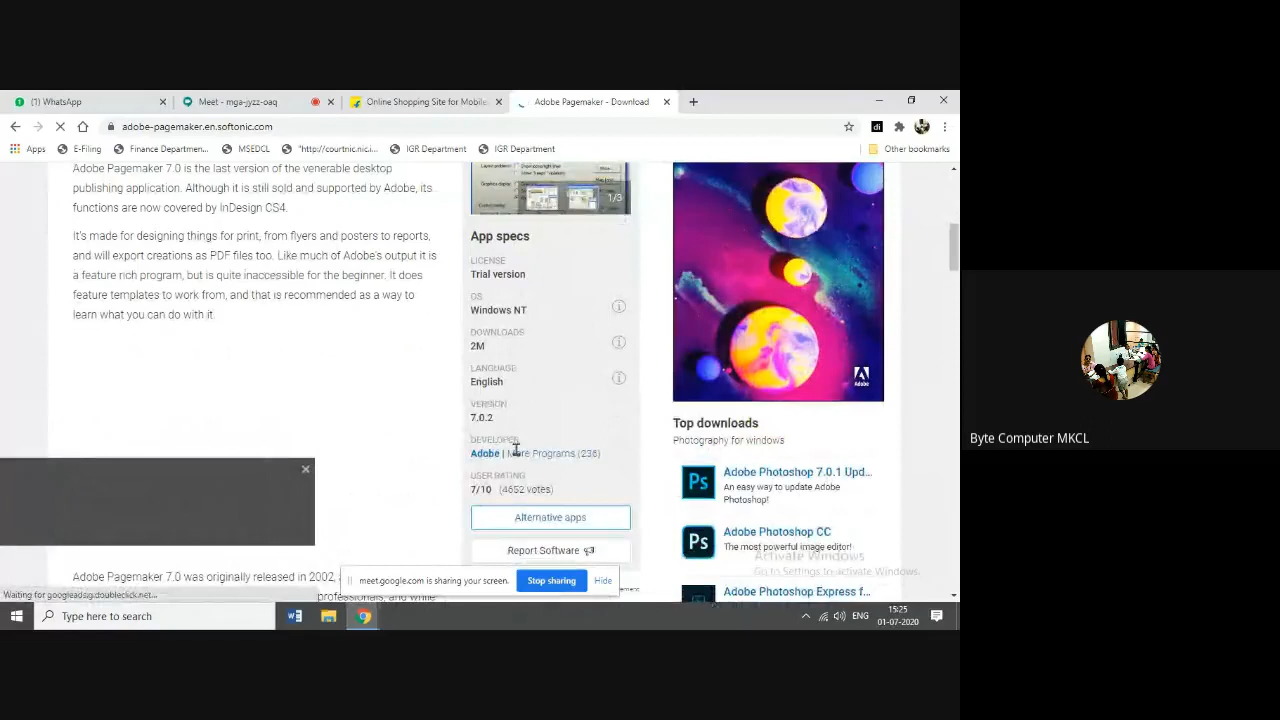 (1) WhatsApp
Meet - mga-jyzz-oaq
Online Shopping Site for Mobile
Adobe Pagemaker - Download
adobe-pagemaker.en.softonic.com
Apps
E-Filing
Finance Departmen...
MSEDCL
"http://courtnic.nic.i...
IGR Department
IGR Department
Other bookmarks
Adobe Pagemaker 7.0 is the last version of the venerable desktop
publishing application. Although it is still sold and supported by Adobe, its
functions are now covered by InDesign CS4.
It's made for designing things for print, from flyers and posters to reports,
and will export creations as PDF files too. Like much of Adobe's output it is
a feature rich program, but is quite inaccessible for the beginner. It does
feature templates to work from, and that is recommended as a way to
learn what you can do with it.
Adobe Pagemaker 7.0 was originally released in 2002,
professionals, and while
1/3
App specs
LICENSE
Trial version
OS
Windows NT
DOWNLOADS
2M
LANGUAGE
English
VERSION
7.0.2
DEVELOPER
Adobe | More Programs (236)
USER RATING
7/10 (4652 votes)
Alternative apps
Report Software
Adobe
Top downloads
Photography for windows
Ps
Adobe Photoshop 7.0.1 Upd...
An easy way to update Adobe
Photoshop!
Ps
Adobe Photoshop CC
The most powerful image editor!
Adobe Photoshop Express f...
Activate Windows
Go to Settings to activate Windows.
meet.google.com is sharing your screen.
Stop sharing
Hide
Waiting for googleads.g.doubleclick.net...
Type here to search
ENG
15:25
01-07-2020
Byte Computer MKCL